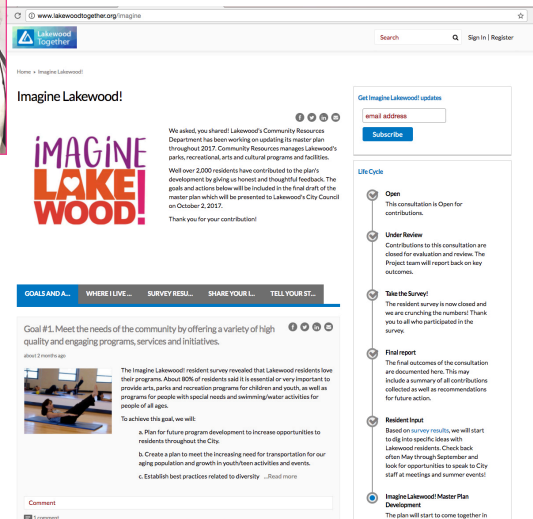 www.lakewoodtogether.org/imagine
Lakewood
Together
Search
Sign In | Register
Home » Imagine Lakewood!
Imagine Lakewood!
We asked, you shared! Lakewood's Community Resources
Department has been working on updating its master plan
throughout 2017. Community Resources manages Lakewood's
parks, recreational, arts and cultural programs and facilities.
Well over 2,000 residents have contributed to the plan's
development by giving us honest and thoughtful feedback. The
goals and actions below will be included in the final draft of the
master plan which will be presented to Lakewood's City Council
on October 2, 2017.
Thank you for your contribution!
iMAGiNE
LAKE
WOOD!
GOALS AND A...
WHERE I LIVE ...
SURVEY RESU...
SHARE YOUR I...
TELL YOUR ST...
Goal #1. Meet the needs of the community by offering a variety of high
quality and engaging programs, services and initiatives.
about 2 months ago
The Imagine Lakewood! resident survey revealed that Lakewood residents love
their programs. About 80% of residents said it is essential or very important to
provide arts, parks and recreation programs for children and youth, as well as
programs for people with special needs and swimming/water activities for
people of all ages.
To achieve this goal, we will:
a. Plan for future program development to increase opportunities to
residents throughout the City.
b. Create a plan to meet the increasing need for transportation for our
aging population and growth in youth/teen activities and events.
c. Establish best practices related to diversity ...Read more
Comment
1 comment
Get Imagine Lakewood! updates
email address
Subscribe
Life Cycle
Open
This consultation is Open for
contributions.
Under Review
Contributions to this consultation are
closed for evaluation and review. The
Project team will report back on key
outcomes.
Take the Survey!
The resident survey is now closed and
we are crunching the numbers! Thank
you to all who participated in the
survey.
Final report
The final outcomes of the consultation
are documented here. This may
include a summary of all contributions
collected as well as recommendations
for future action.
Resident Input
Based on survey results, we will start
to dig into specific ideas with
Lakewood residents. Check back
often May through September and
look for opportunities to speak to City
staff at meetings and summer events!
Imagine Lakewood! Master Plan
Development
The plan will start to come together in